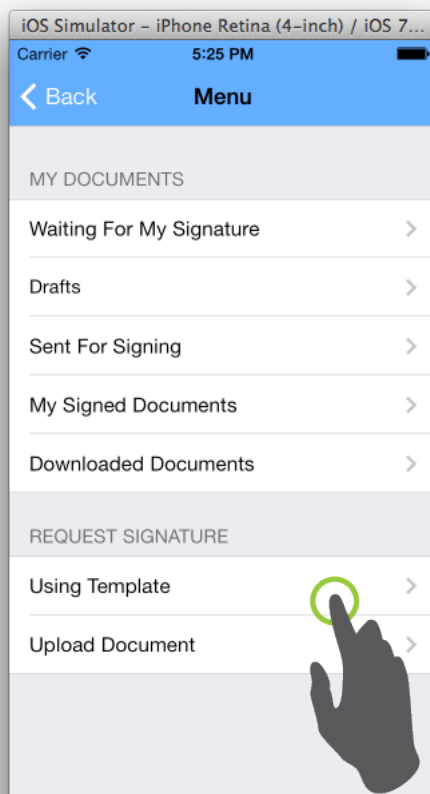 iOS Simulator – iPhone Retina (4–inch) / iOS 7...
Carrier 5:25 PM
Back Menu
MY DOCUMENTS
Waiting For My Signature
Drafts
Sent For Signing
My Signed Documents
Downloaded Documents
REQUEST SIGNATURE
Using Template
Upload Document